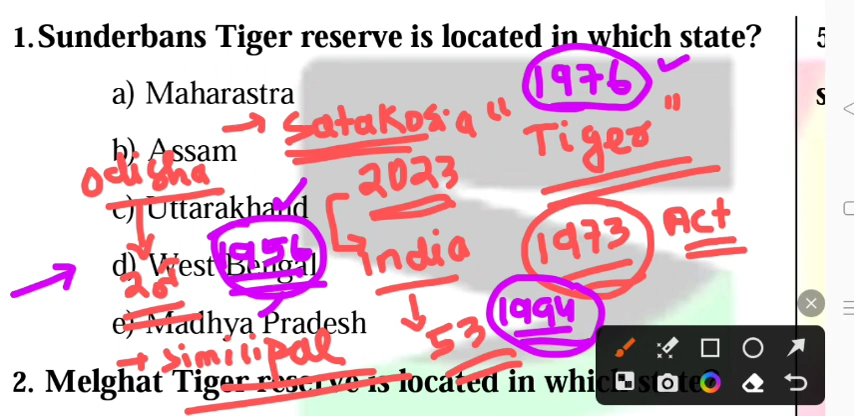 1. Sunderbans Tiger reserve is located in which state?
5
1976
a) Maharastra
s
→ Satakosia " Tiger "
b) Assam
Odisha
2023
c) Uttarakhand
1973 Act
1956
India
d) West Bengal
e) Madhya Pradesh
1994
53
→ Similipal
2. Melghat Tiger reserve is located in which state?